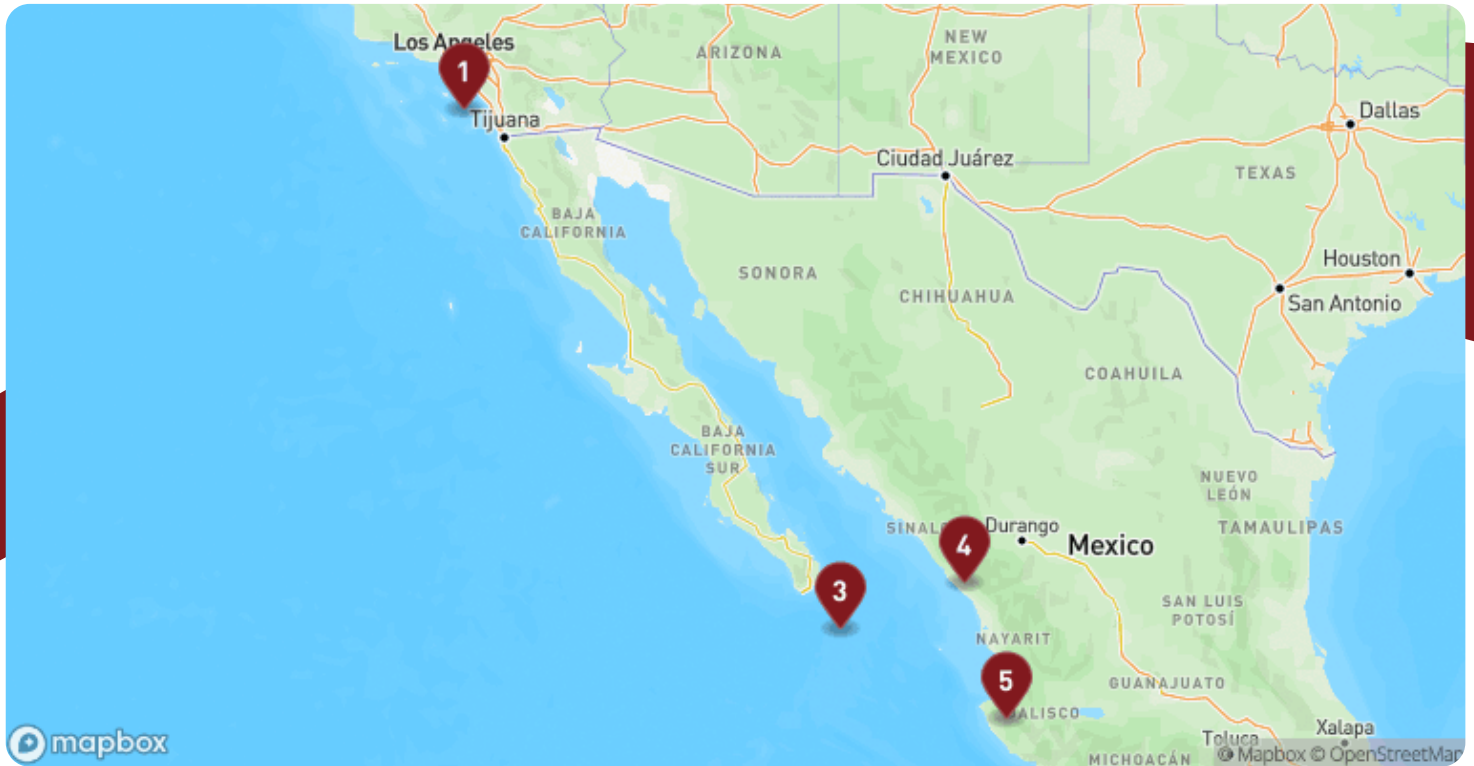 Los Angeles
1
Tijuana
ARIZONA
NEW
MEXICO
Dallas
Ciudad Juárez
TEXAS
BAJA
CALIFORNIA
SONORA
CHIHUAHUA
Houston
San Antonio
COAHUILA
BAJA
CALIFORNIA
SUR
NUEVO
LEÓN
TAMAULIPAS
SINAL
Durango
Mexico
4
3
SAN LUIS
POTOSÍ
NAYARIT
5
GUANAJUATO
JALISCO
Xalapa
Toluca
MICHOACÁN
mapbox
© Mapbox © OpenStreetMap